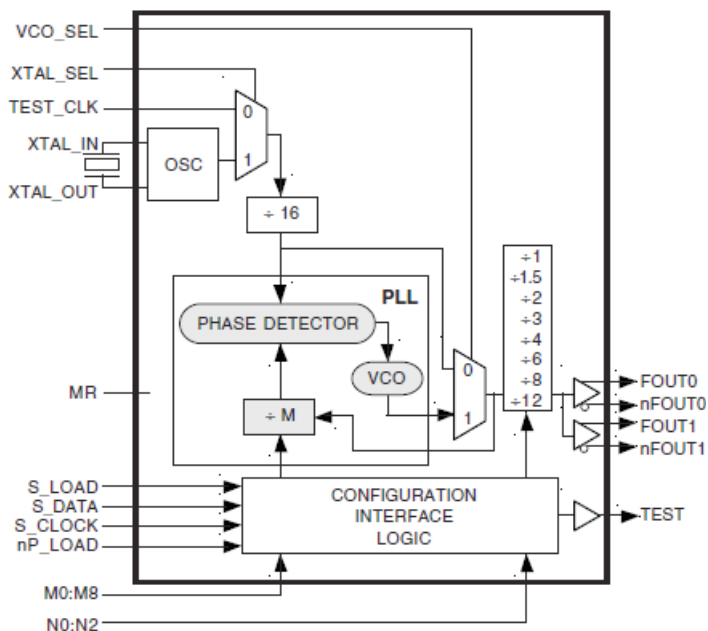 VCO_SEL
XTAL_SEL
TEST_CLK
XTAL_IN
XTAL_OUT
OSC
0
1
÷ 16
PLL
PHASE DETECTOR
VCO
÷ M
0
1
÷1
÷1.5
÷2
÷3
÷4
÷6
÷8
÷12
FOUT0
nFOUT0
FOUT1
nFOUT1
MR
S_LOAD
S_DATA
S_CLOCK
nP_LOAD
CONFIGURATION
INTERFACE
LOGIC
TEST
M0:M8
N0:N2